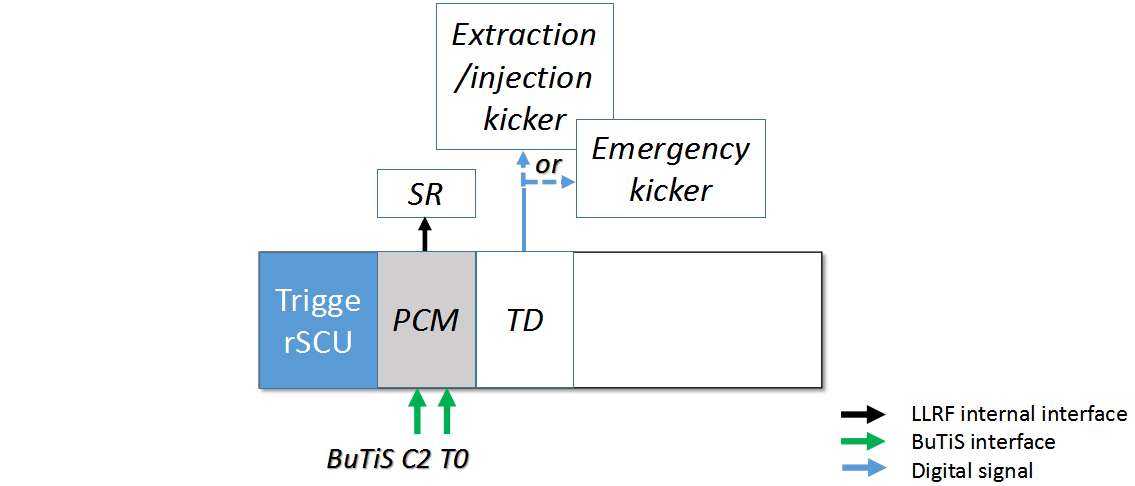 Extraction
/injection
kicker
or
Emergency
kicker
SR
Trigge
rSCU
PCM
TD
BuTiS C2 T0
LLRF internal interface
BuTiS interface
Digital signal